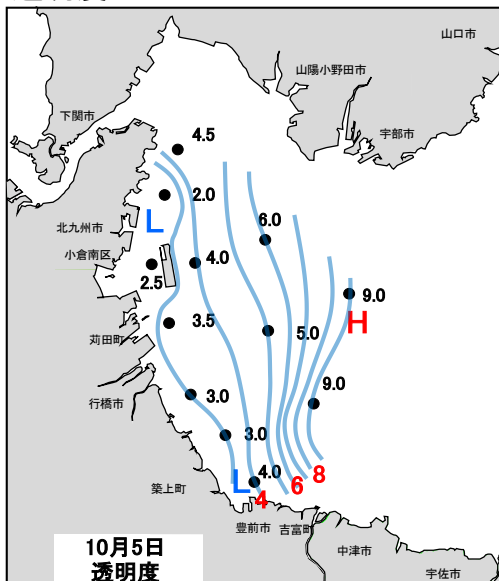 山口市
山陽小野田市
下関市
宇部市
4.5
2.0
北九州市
L
6.0
小倉南区
4.0
2.5
9.0
H
3.5
5.0
苅田町
9.0
行橋市
3.0
3.0
4.0
8
築上町
L
6
4
豊前市
吉富町
10月5日
透明度
中津市
宇佐市